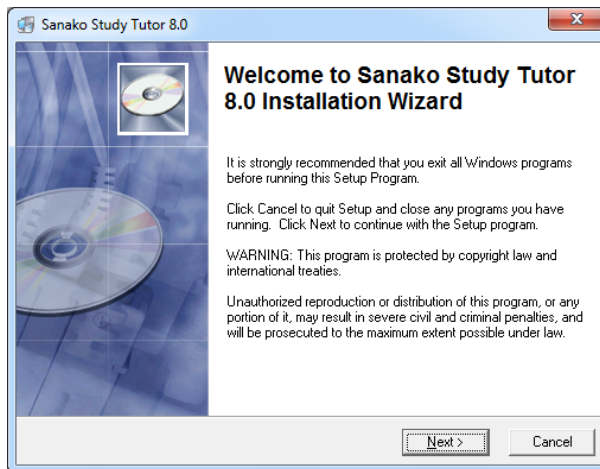 Sanako Study Tutor 8.0
Welcome to Sanako Study Tutor
8.0 Installation Wizard
It is strongly recommended that you exit all Windows programs
before running this Setup Program.
Click Cancel to quit Setup and close any programs you have
running. Click Next to continue with the Setup program.
WARNING: This program is protected by copyright law and
international treaties.
Unauthorized reproduction or distribution of this program, or any
portion of it, may result in severe civil and criminal penalties, and
will be prosecuted to the maximum extent possible under law.
Next > Cancel